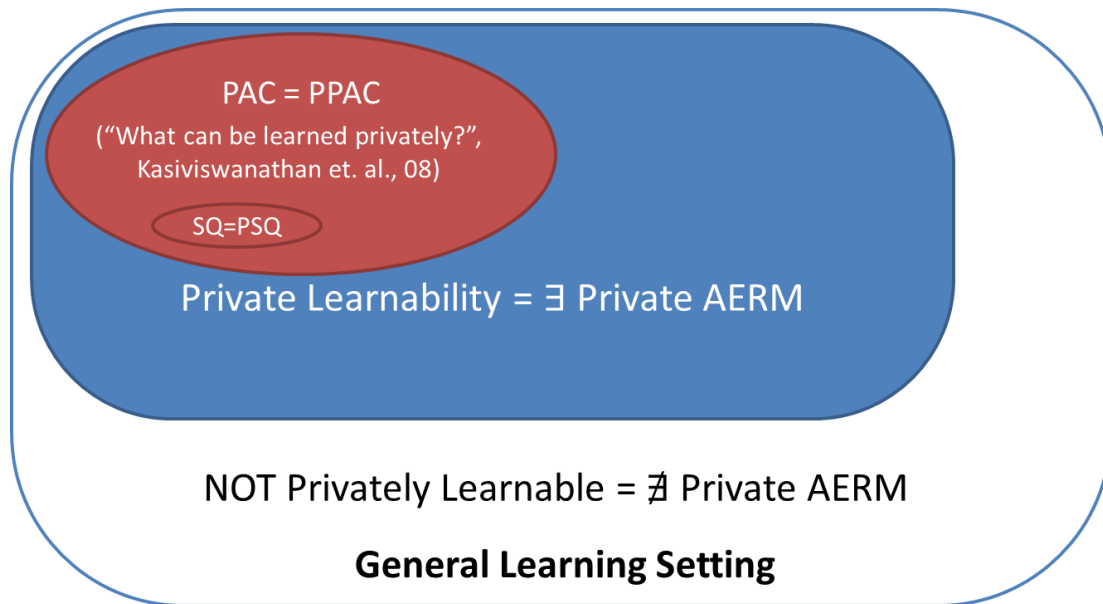 PAC = PPAC
(“What can be learned privately?”,
Kasiviswanathan et. al., 08)
SQ=PSQ
Private Learnability = ∃ Private AERM
NOT Privately Learnable = ∄ Private AERM
General Learning Setting